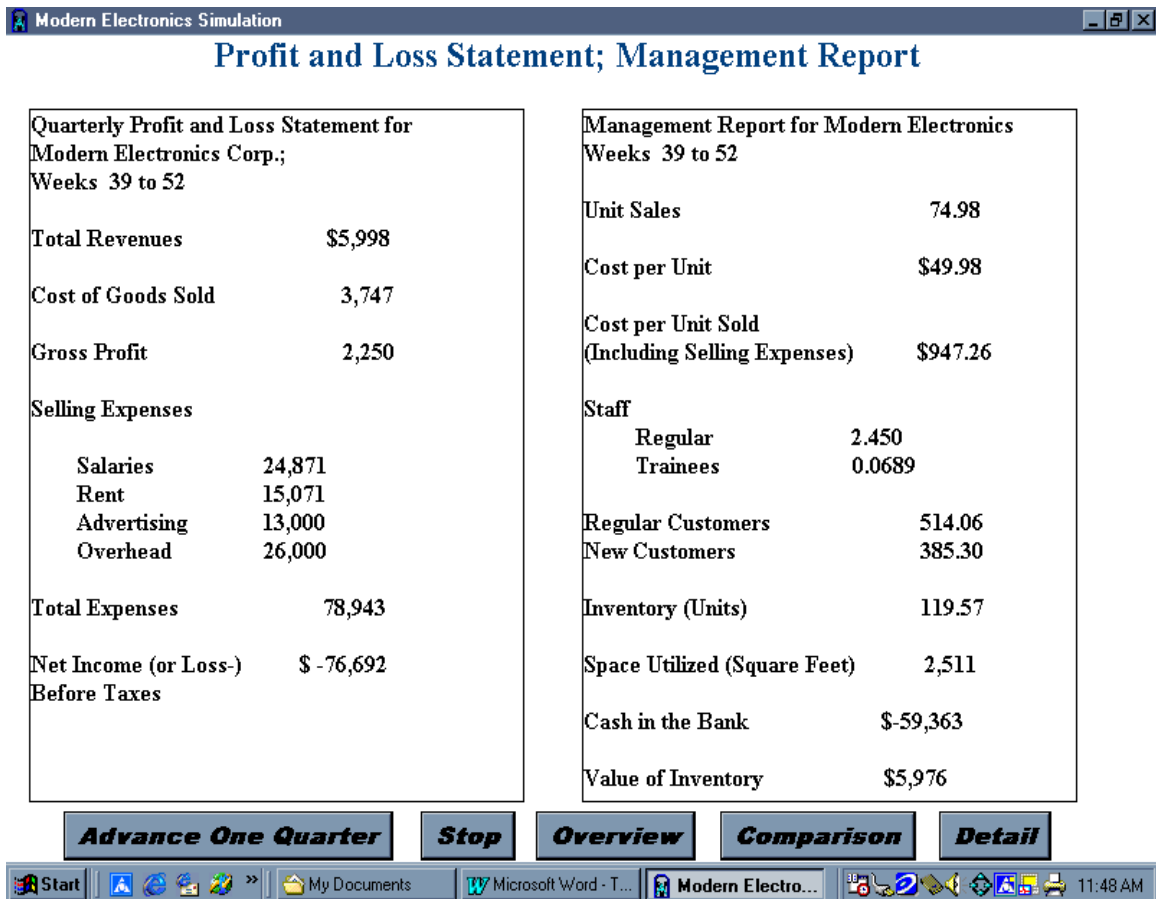 Modern Electronics Simulation
Profit and Loss Statement; Management Report
Quarterly Profit and Loss Statement for
Modern Electronics Corp.;
Weeks 39 to 52
Total Revenues $5,998
Cost of Goods Sold 3,747
Gross Profit 2,250
Selling Expenses
Salaries 24,871
Rent 15,071
Advertising 13,000
Overhead 26,000
Total Expenses 78,943
Net Income (or Loss-) $ -76,692
Before Taxes
Management Report for Modern Electronics
Weeks 39 to 52
Unit Sales 74.98
Cost per Unit $49.98
Cost per Unit Sold
(Including Selling Expenses) $947.26
Staff
Regular 2.450
Trainees 0.0689
Regular Customers 514.06
New Customers 385.30
Inventory (Units) 119.57
Space Utilized (Square Feet) 2,511
Cash in the Bank $-59,363
Value of Inventory $5,976
Advance One Quarter Stop Overview Comparison Detail
Start » My Documents Microsoft Word - T... Modern Electro... 11:48 AM